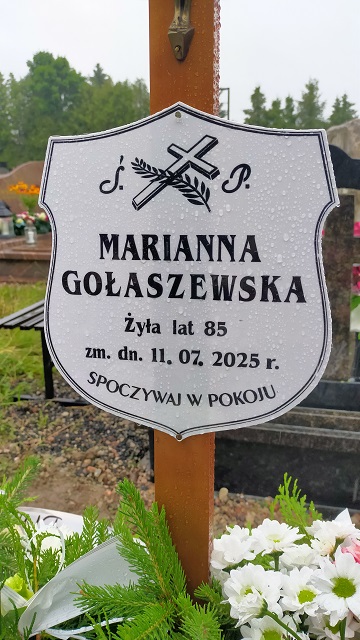 Ś. P.
MARIANNA
GOŁASZEWSKA
Żyła lat 85
zm. dn. 11. 07. 2025 r.
SPOCZYWAJ W POKOJU